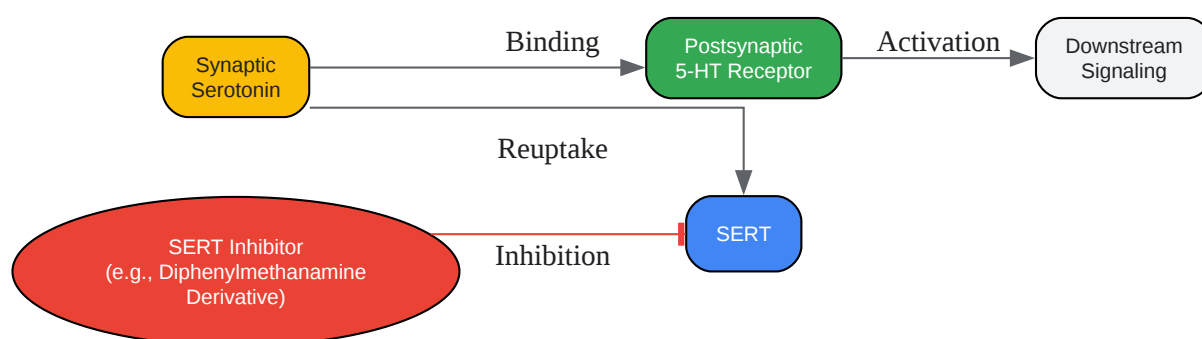 Synaptic
Serotonin
Binding
Postsynaptic
5-HT Receptor
Activation
Downstream
Signaling
Reuptake
SERT Inhibitor
(e.g., Diphenylmethanamine
Derivative)
Inhibition
SERT